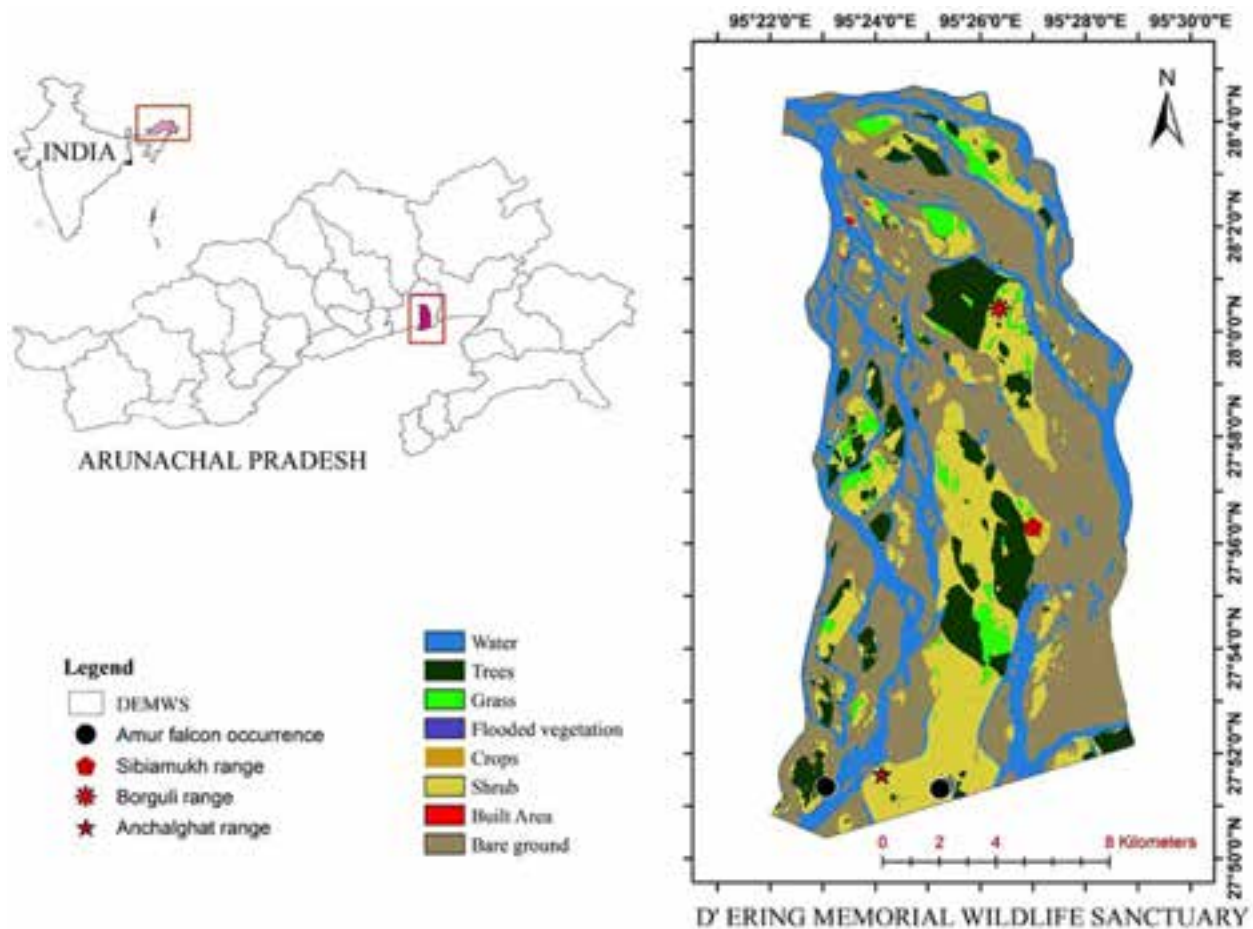 INDIA
ARUNACHAL PRADESH
Legend
DEMWS
Amur falcon occurrence
Sibiamukh range
Borguli range
Anchalghat range
Water
Trees
Grass
Flooded vegetation
Crops
Shrub
Built Area
Bare ground
95°22'0"E 95°24'0"E 95°26'0"E 95°28'0"E 95°30'0"E
N
28°4'0"N
28°2'0"N
28°0'0"N
27°58'0"N
27°56'0"N
27°54'0"N
27°52'0"N
27°50'0"N
0 2 4 8 Kilometers
D' ERING MEMORIAL WILDLIFE SANCTUARY